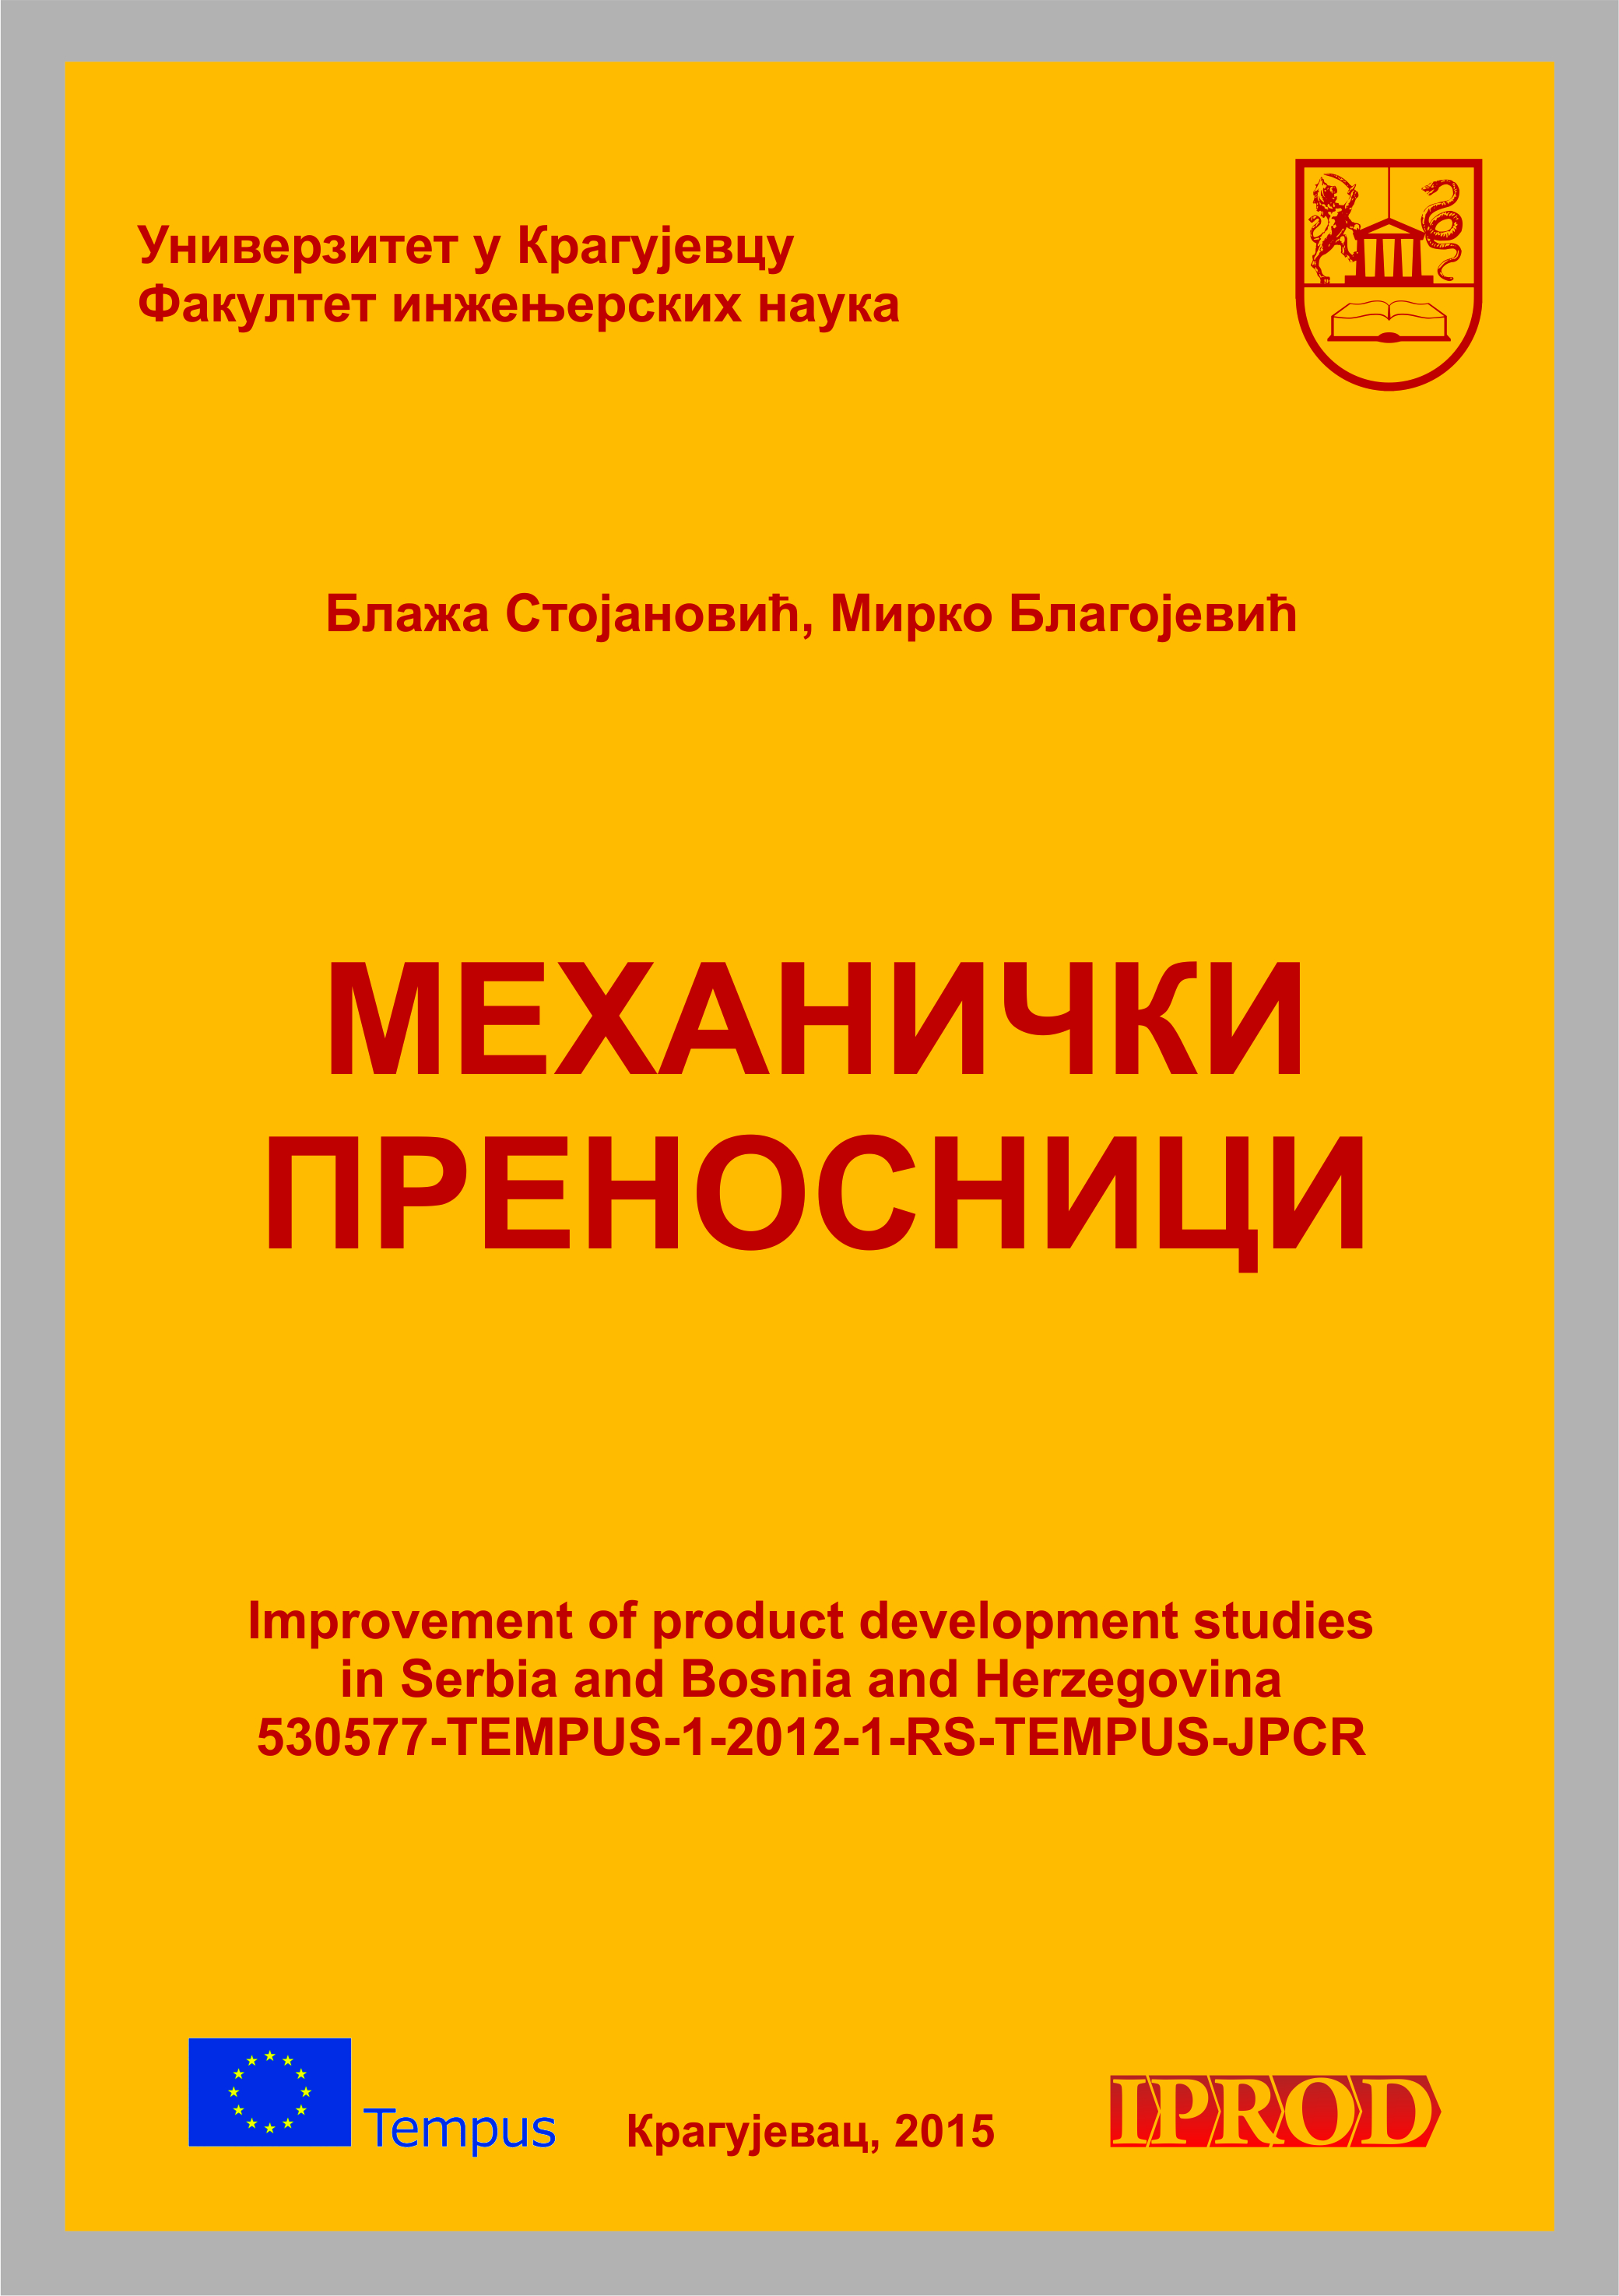 Универзитет у Крагујевцу
Факултет инжењерских наука
Блажа Стојановић, Мирко Благојевић
МЕХАНИЧКИ
ПРЕНОСНИЦИ
Improvement of product development studies
in Serbia and Bosnia and Herzegovina
530577-TEMPUS-1-2012-1-RS-TEMPUS-JPCR
Tempus
Крагујевац, 2015
IPROD